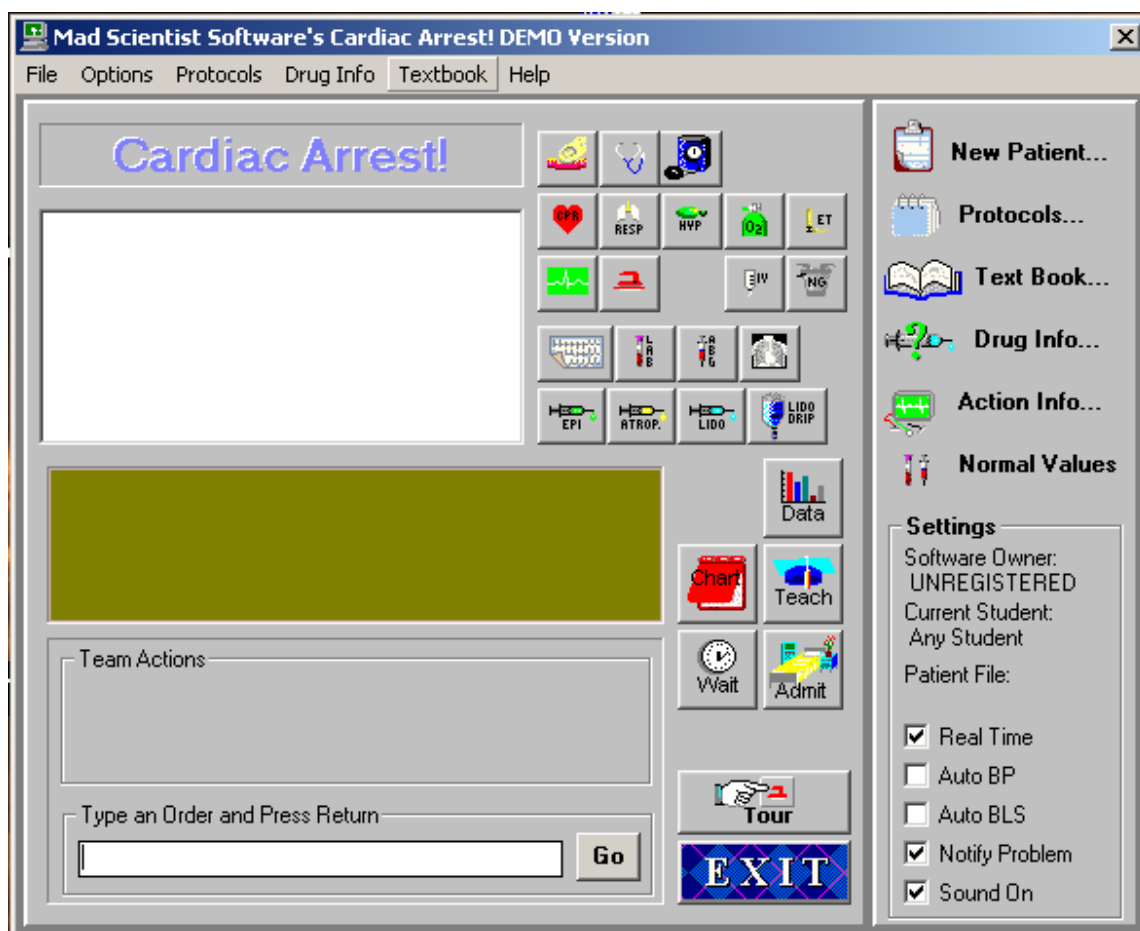 Mad Scientist Software's Cardiac Arrest! DEMO Version
File Options Protocols Drug Info Textbook Help
Cardiac Arrest!
CPR RESP HYP O2 ET
IV NG
LAB ABG
EPI ATROP. LIDO LIDO DRIP
Data
Chart Teach
Wait Admit
Team Actions
Type an Order and Press Return
Go
Tour
EXIT
New Patient...
Protocols...
Text Book...
Drug Info...
Action Info...
Normal Values
Settings
Software Owner:
UNREGISTERED
Current Student:
Any Student
Patient File:
Real Time
Auto BP
Auto BLS
Notify Problem
Sound On